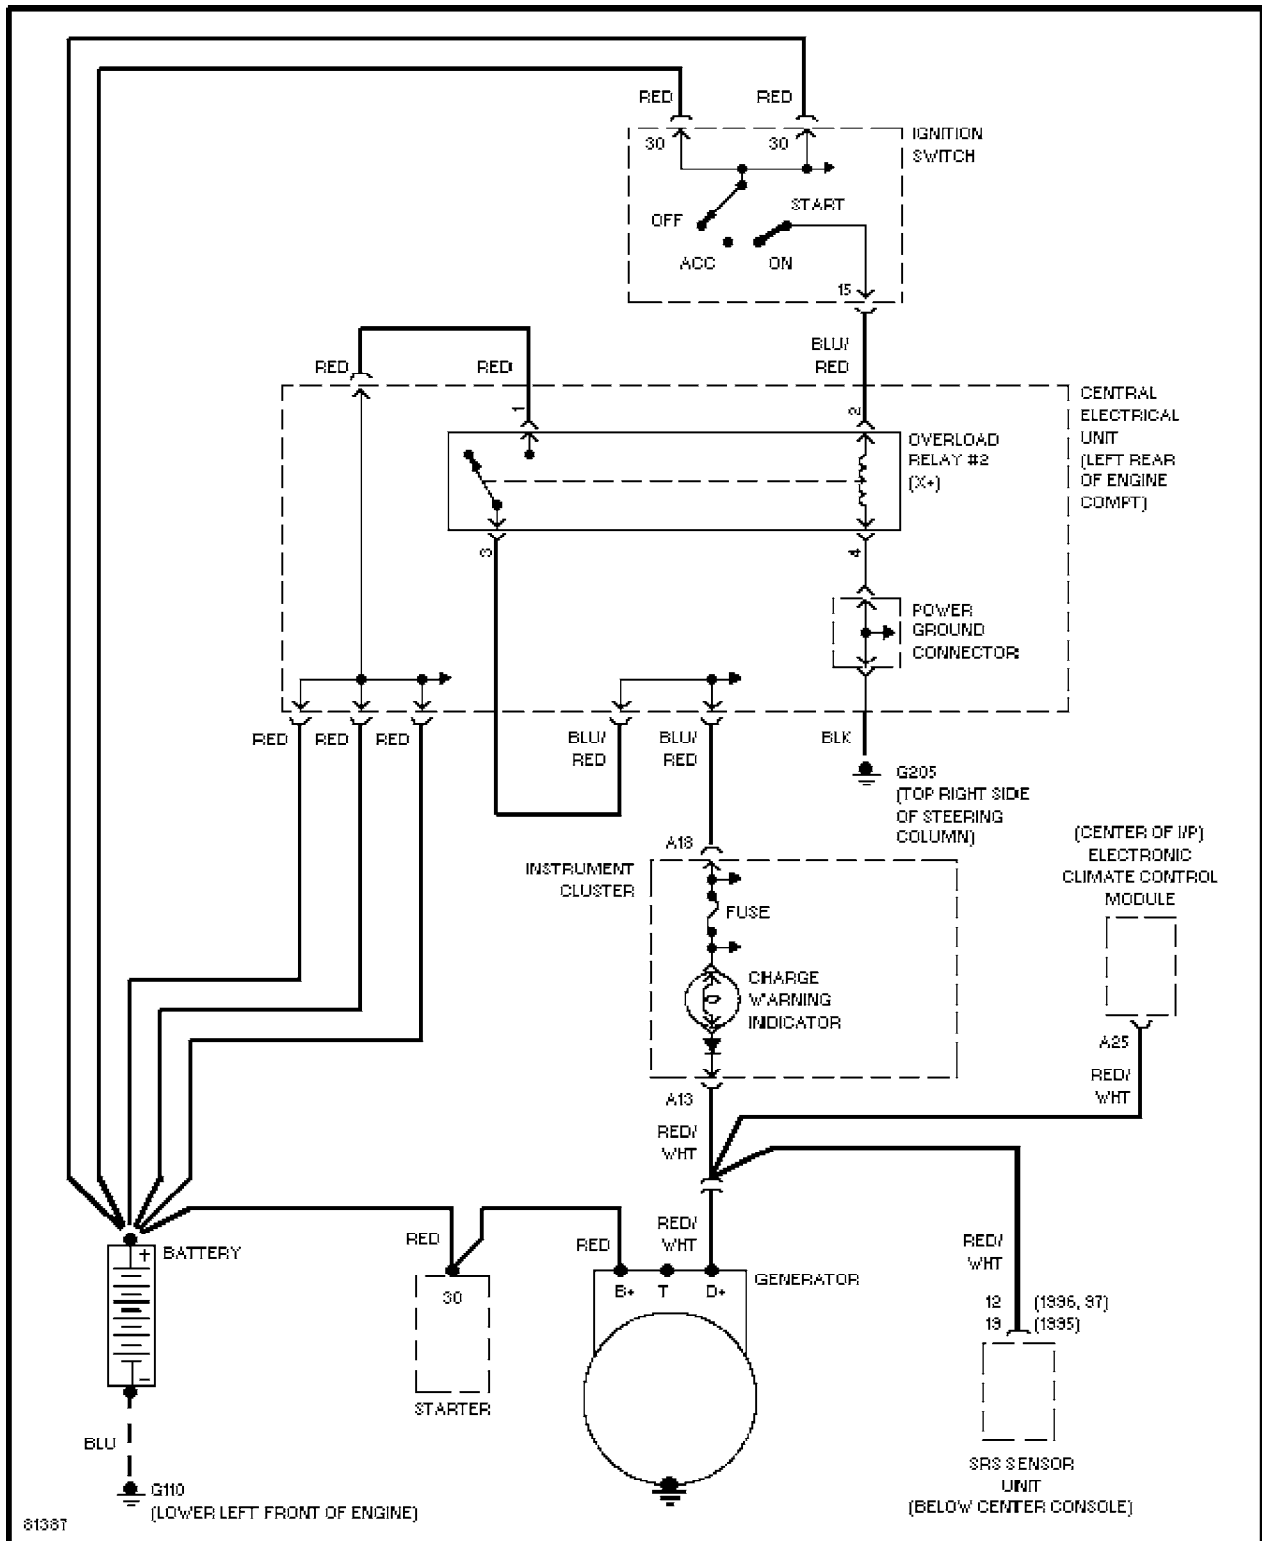 RED
RED
IGNITION
SWITCH
30
30
START
OFF
ACC
ON
15
BLU/
RED
RED
RED
CENTRAL
ELECTRICAL
UNIT
(LEFT REAR
OF ENGINE
COMPT)
1
2
OVERLOAD
RELAY #2
(X+)
3
4
POWER
GROUND
CONNECTOR
RED
RED
RED
BLU/
RED
BLU/
RED
BLK
G205
(TOP RIGHT SIDE
OF STEERING
COLUMN)
A18
INSTRUMENT
CLUSTER
(CENTER OF I/P)
ELECTRONIC
CLIMATE CONTROL
MODULE
FUSE
CHARGE
WARNING
INDICATOR
A25
RED/
WHT
A13
RED/
WHT
RED
RED
RED/
WHT
RED/
WHT
+
BATTERY
-
30
STARTER
B+
T
D+
GENERATOR
12 (1996, 97)
19 (1995)
SRS SENSOR
UNIT
(BELOW CENTER CONSOLE)
BLU
G110
(LOWER LEFT FRONT OF ENGINE)
81387